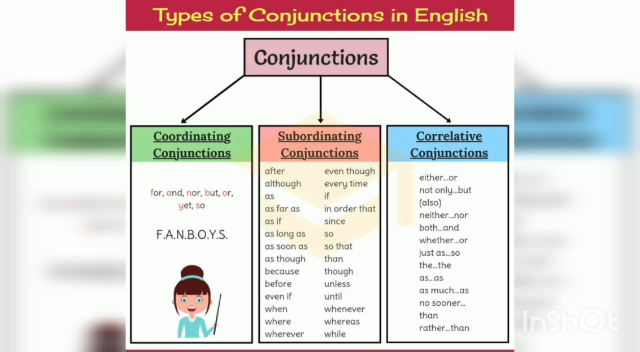 Types of Conjunctions in English
Conjunctions
Coordinating
Conjunctions
for, and, nor, but, or,
yet, so
F.A.N.B.O.Y.S.
Subordinating
Conjunctions
after
although
as
as far as
as if
as long as
as soon as
as though
because
before
even if
when
where
wherever
even though
every time
if
in order that
since
so
so that
than
though
unless
until
whenever
whereas
while
Correlative
Conjunctions
either...or
not only...but
(also)
neither...nor
both...and
whether...or
just as...so
the...the
as...as
as much...as
no sooner...
than
rather...than
InShOt